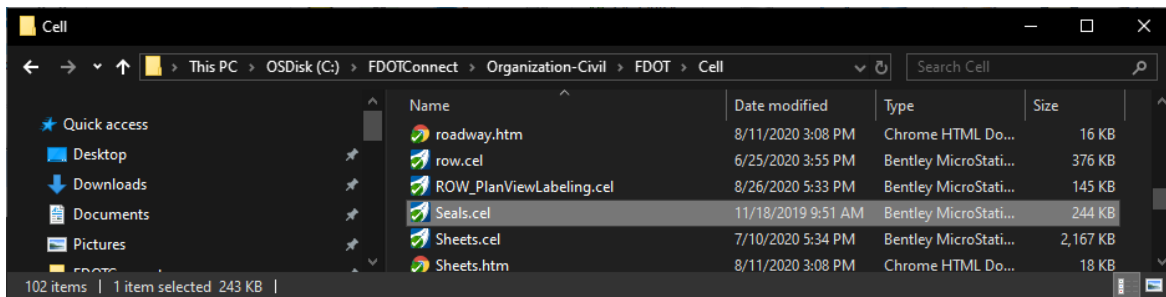 Cell
This PC > OSDisk (C:) > FDOTConnect > Organization-Civil > FDOT > Cell
Search Cell
Quick access
Desktop
Downloads
Documents
Pictures
Name Date modified Type Size
roadway.htm 8/11/2020 3:08 PM Chrome HTML Do... 16 KB
row.cel 6/25/2020 3:55 PM Bentley MicroStati... 376 KB
ROW_PlanViewLabeling.cel 8/26/2020 5:33 PM Bentley MicroStati... 145 KB
Seals.cel 11/18/2019 9:51 AM Bentley MicroStati... 244 KB
Sheets.cel 7/10/2020 5:34 PM Bentley MicroStati... 2,167 KB
Sheets.htm 8/11/2020 3:08 PM Chrome HTML Do... 18 KB
102 items | 1 item selected 243 KB |